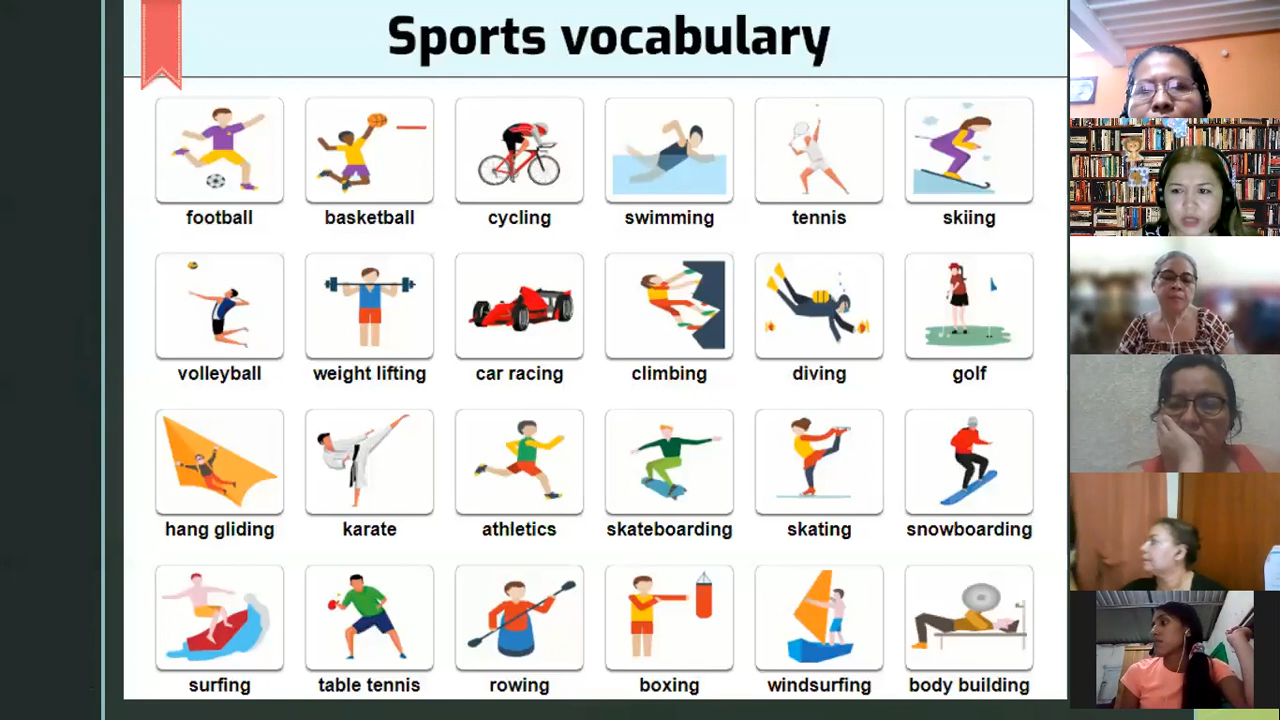 Sports vocabulary
football basketball cycling swimming tennis skiing
volleyball weight lifting car racing climbing diving golf
hang gliding karate athletics skateboarding skating snowboarding
surfing table tennis rowing boxing windsurfing body building